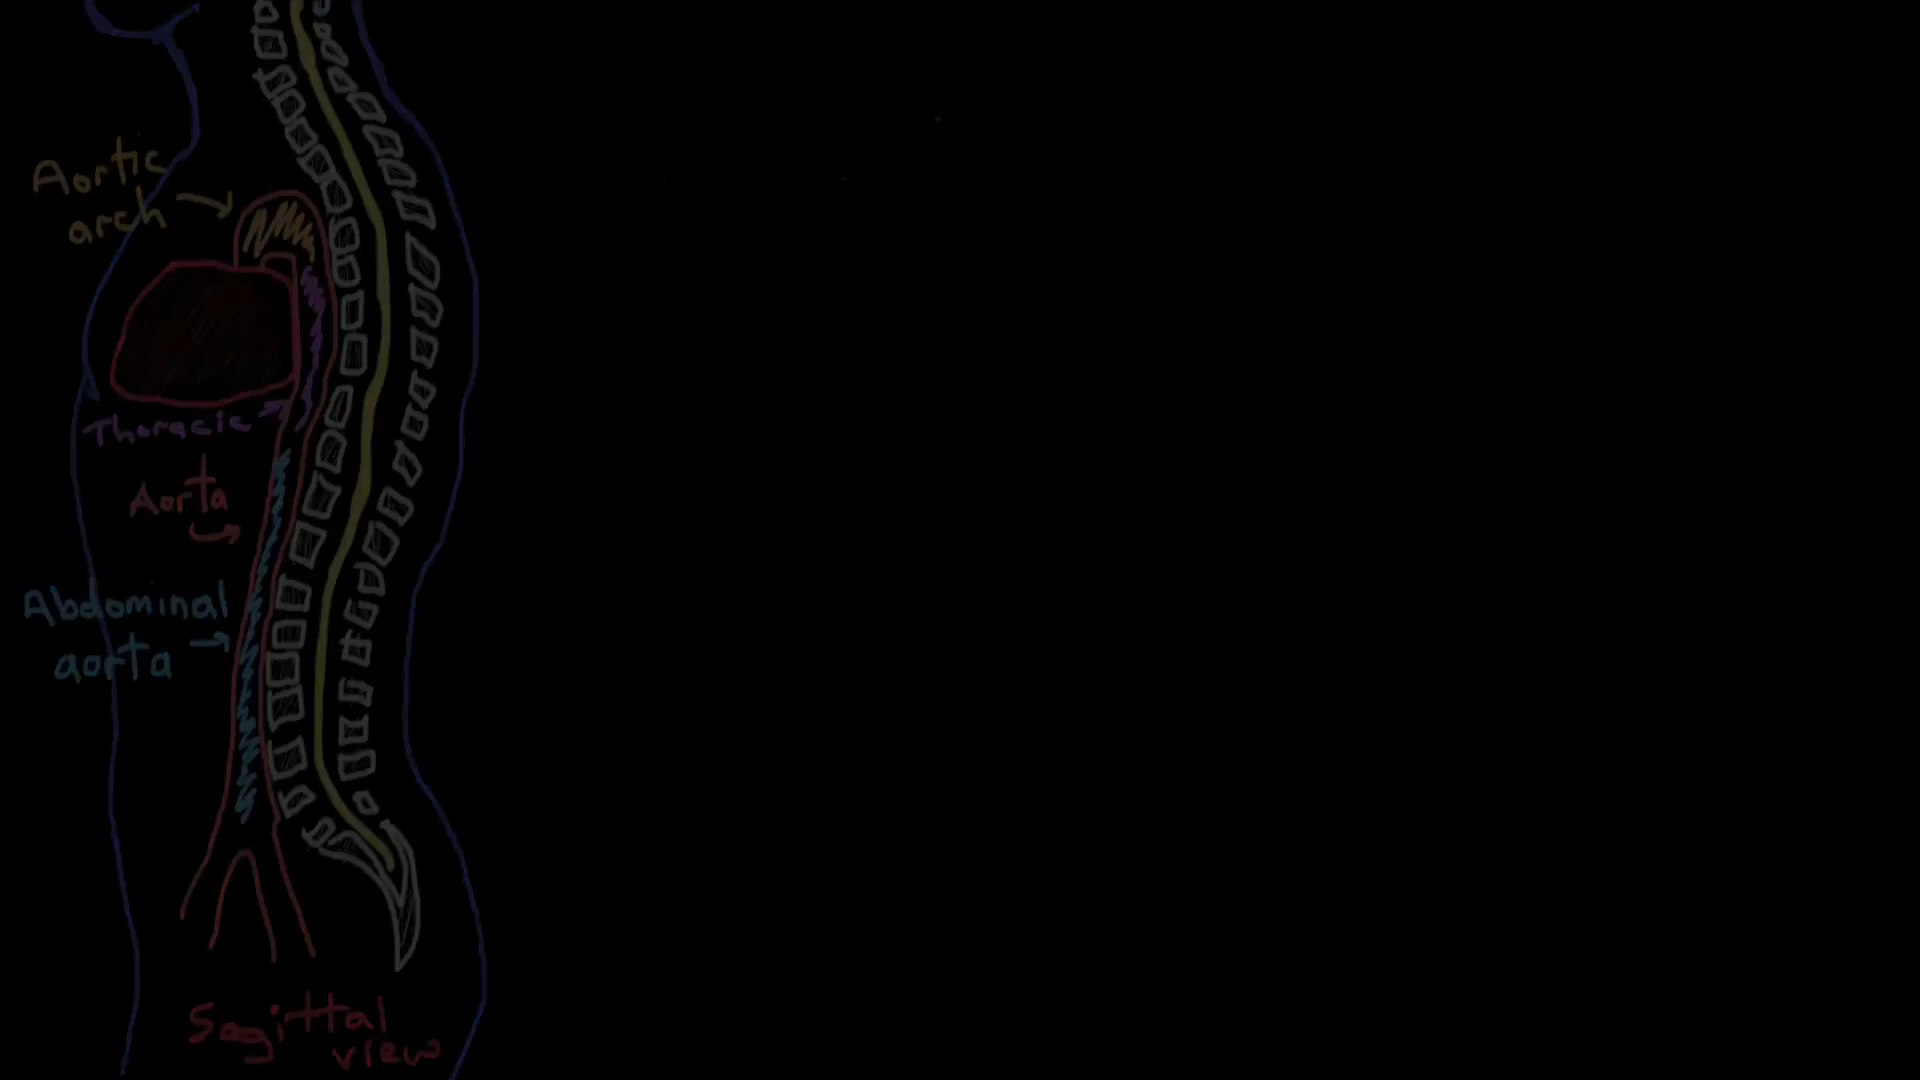 Aortic
arch
Thoracic
Aorta
Abdominal
aorta
Sagittal
view